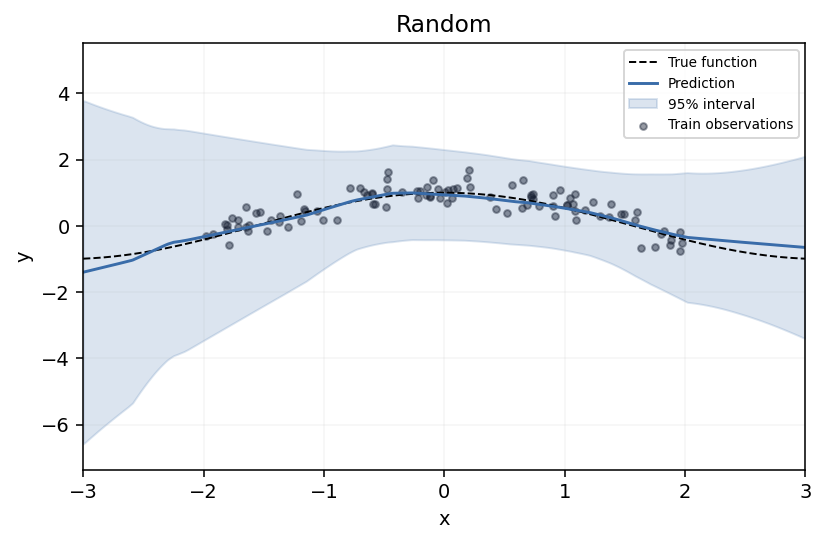 Random
True function
Prediction
95% interval
Train observations
4
2
0
−2
−4
−6
y
−3
−2
−1
0
1
2
3
x